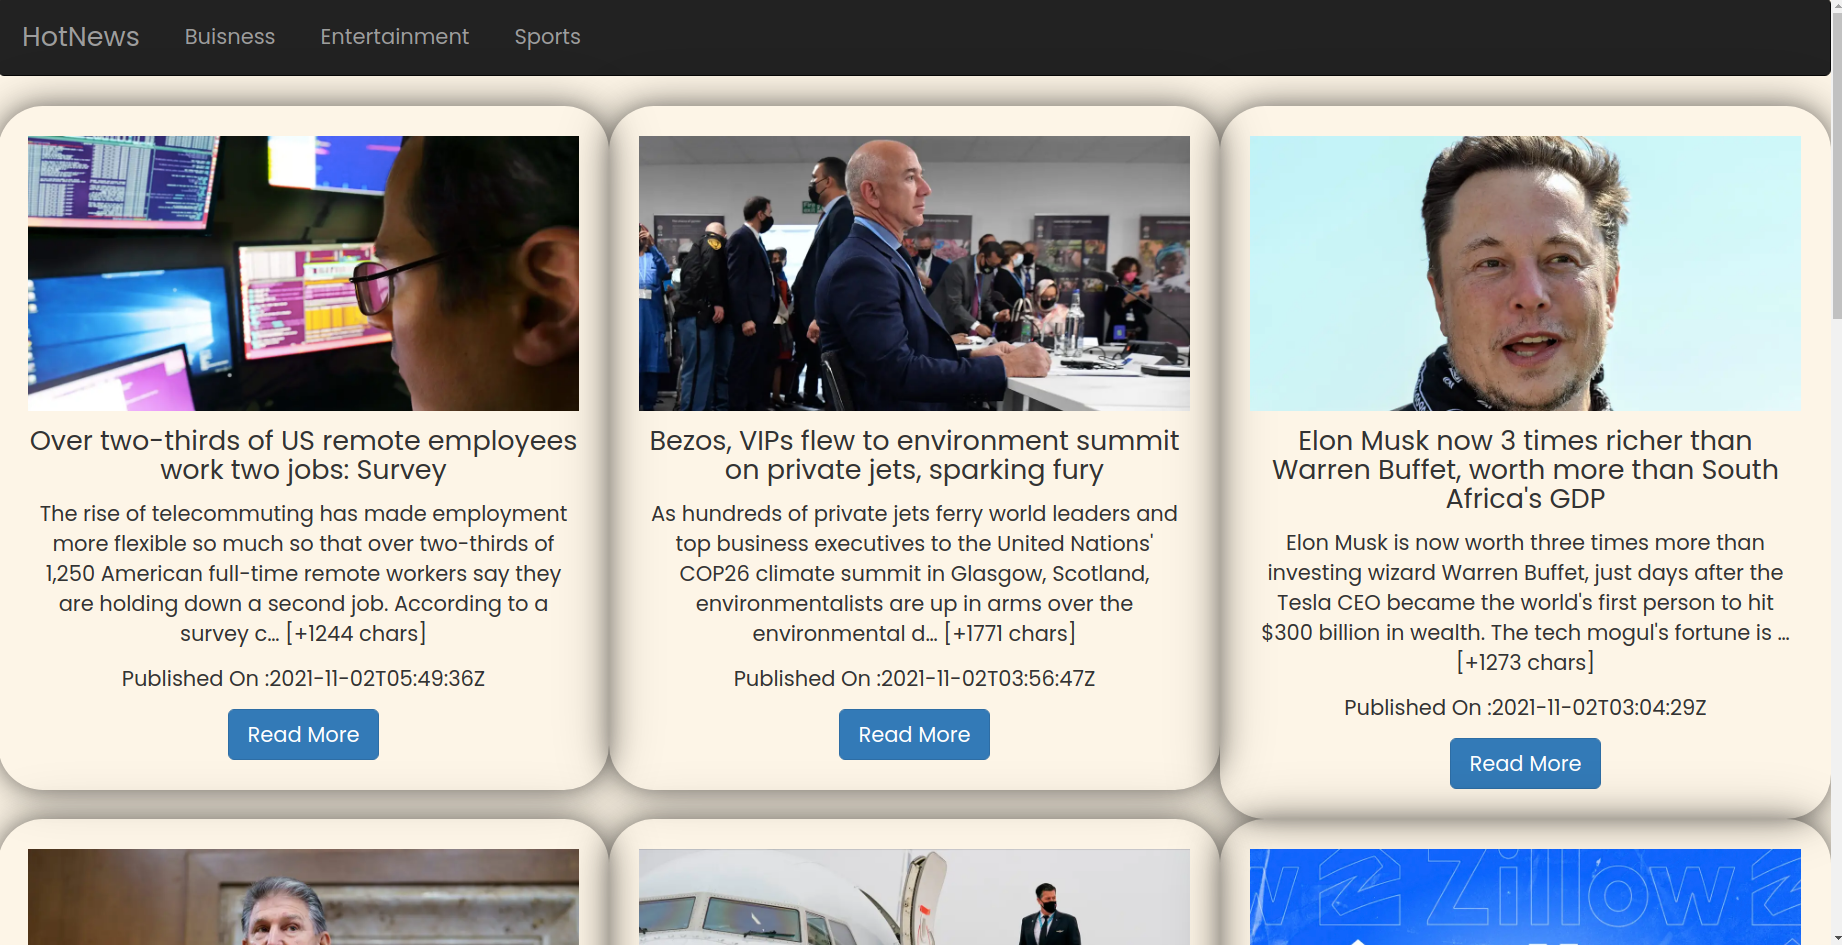 HotNews Buisness Entertainment Sports
Over two-thirds of US remote employees
work two jobs: Survey
The rise of telecommuting has made employment
more flexible so much so that over two-thirds of
1,250 American full-time remote workers say they
are holding down a second job. According to a
survey c... [+1244 chars]
Published On :2021-11-02T05:49:36Z
Read More
Bezos, VIPs flew to environment summit
on private jets, sparking fury
As hundreds of private jets ferry world leaders and
top business executives to the United Nations'
COP26 climate summit in Glasgow, Scotland,
environmentalists are up in arms over the
environmental d... [+1771 chars]
Published On :2021-11-02T03:56:47Z
Read More
Elon Musk now 3 times richer than
Warren Buffet, worth more than South
Africa's GDP
Elon Musk is now worth three times more than
investing wizard Warren Buffet, just days after the
Tesla CEO became the world's first person to hit
$300 billion in wealth. The tech mogul's fortune is ...
[+1273 chars]
Published On :2021-11-02T03:04:29Z
Read More
Zillow